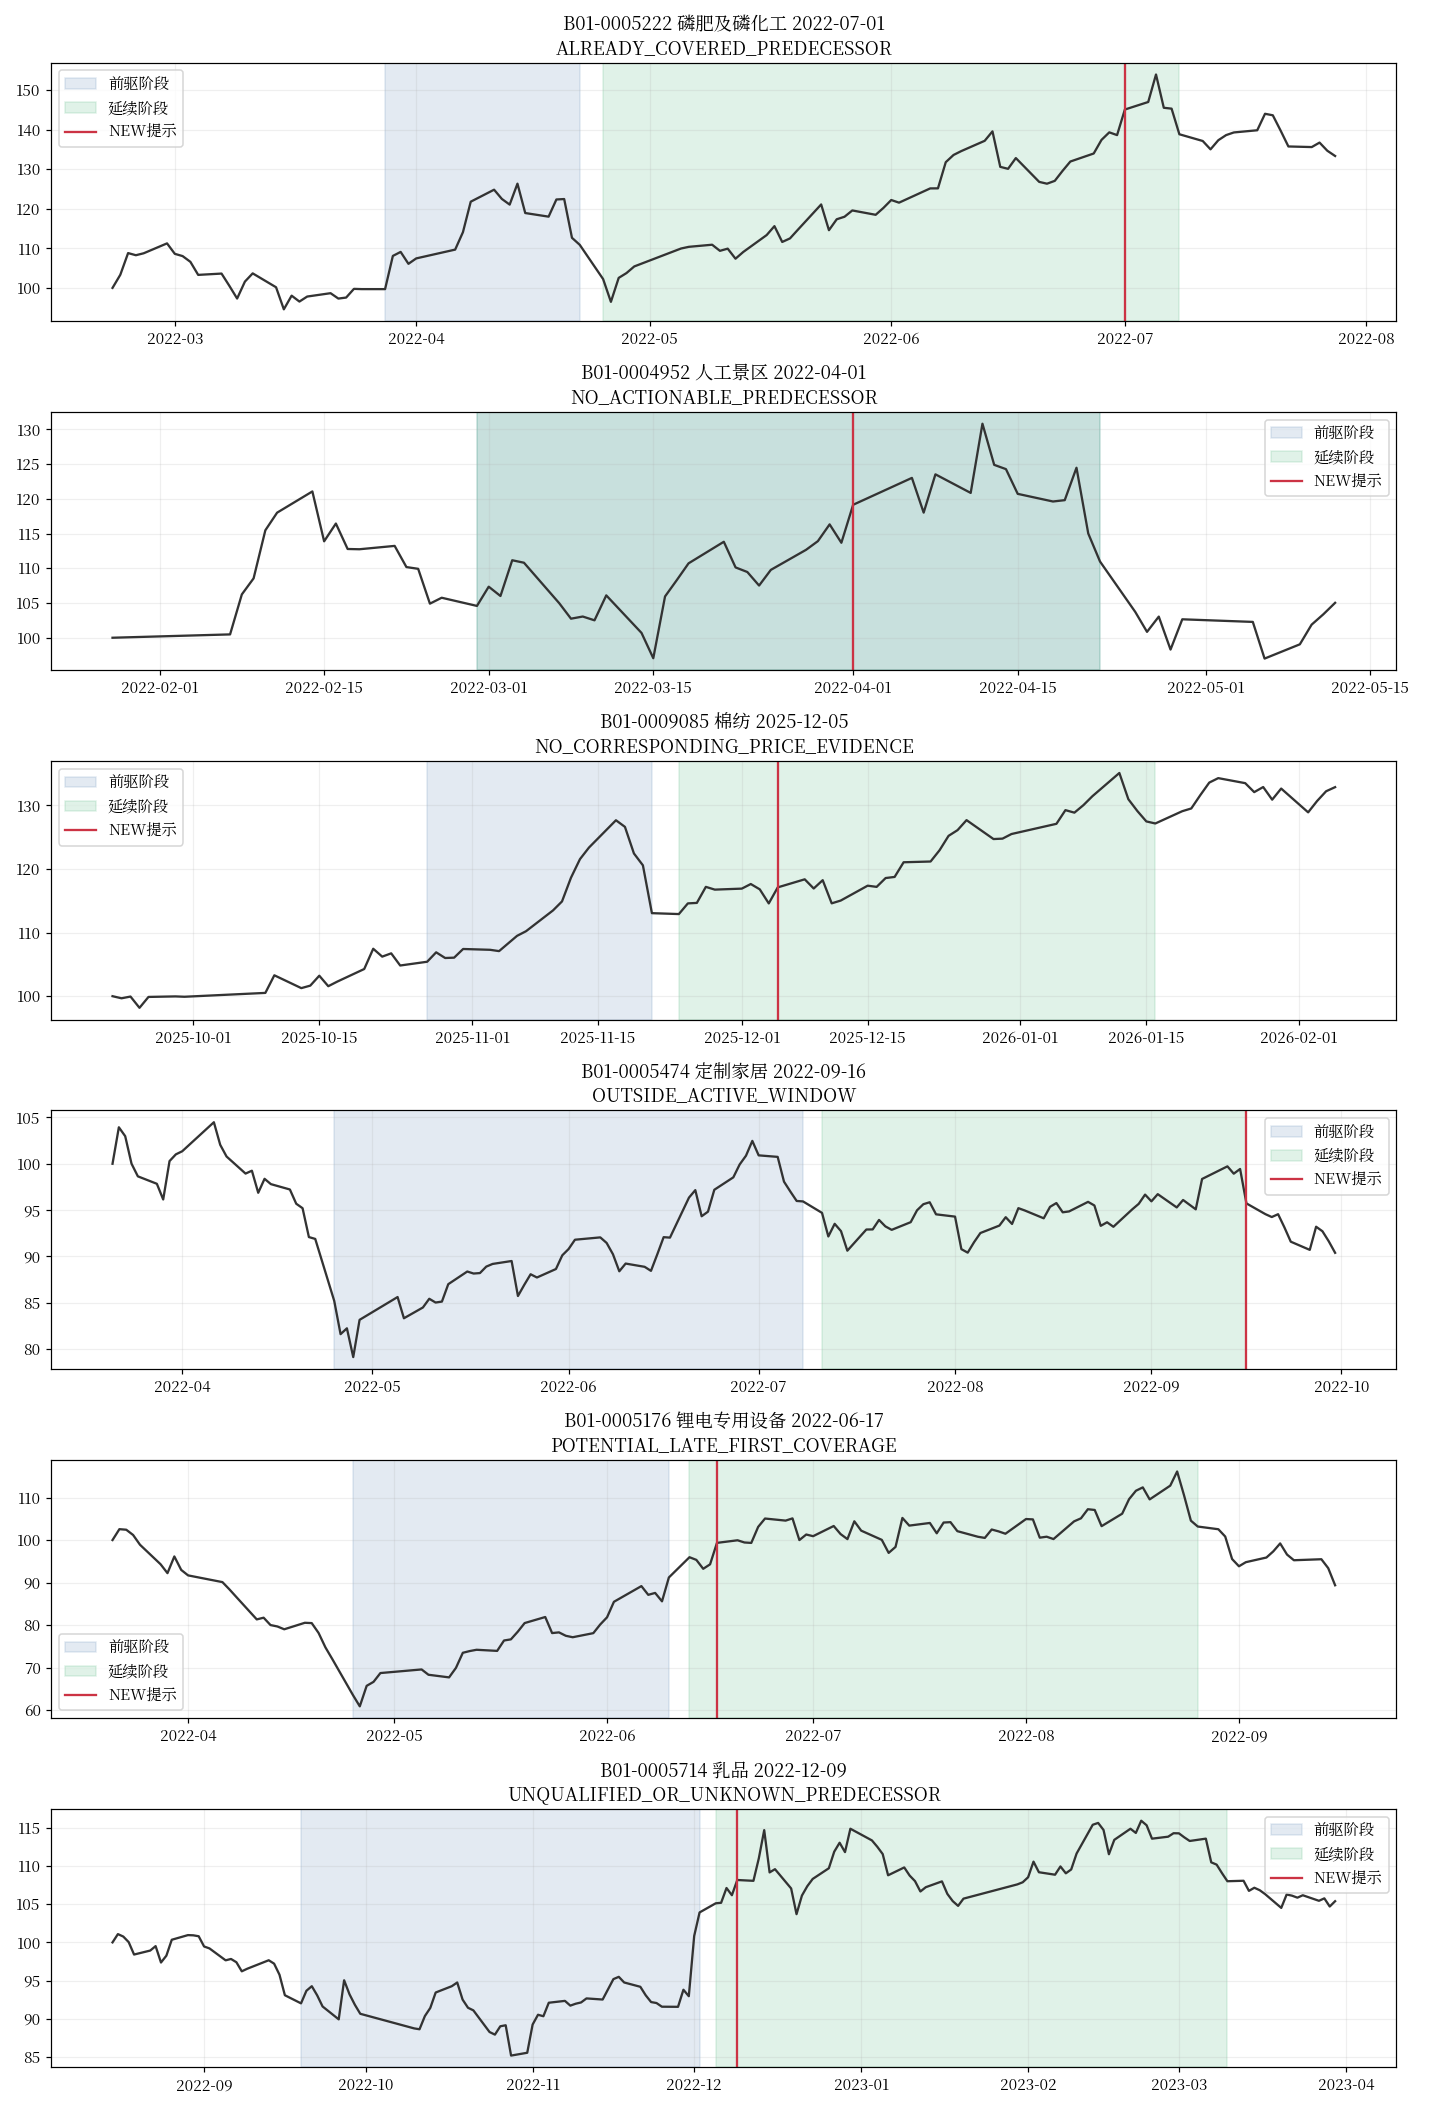 B01-0005222 磷肥及磷化工 2022-07-01
ALREADY_COVERED_PREDECESSOR
前驱阶段
延续阶段
NEW提示
150
140
130
120
110
100
2022-03
2022-04
2022-05
2022-06
2022-07
2022-08
B01-0004952 人工景区 2022-04-01
NO_ACTIONABLE_PREDECESSOR
前驱阶段
延续阶段
NEW提示
130
125
120
115
110
105
100
2022-02-01
2022-02-15
2022-03-01
2022-03-15
2022-04-01
2022-04-15
2022-05-01
2022-05-15
B01-0009085 棉纺 2025-12-05
NO_CORRESPONDING_PRICE_EVIDENCE
前驱阶段
延续阶段
NEW提示
130
120
110
100
2025-10-01
2025-10-15
2025-11-01
2025-11-15
2025-12-01
2025-12-15
2026-01-01
2026-01-15
2026-02-01
B01-0005474 定制家居 2022-09-16
OUTSIDE_ACTIVE_WINDOW
前驱阶段
延续阶段
NEW提示
105
100
95
90
85
80
2022-04
2022-05
2022-06
2022-07
2022-08
2022-09
2022-10
B01-0005176 锂电专用设备 2022-06-17
POTENTIAL_LATE_FIRST_COVERAGE
110
100
90
80
70
60
前驱阶段
延续阶段
NEW提示
2022-04
2022-05
2022-06
2022-07
2022-08
2022-09
B01-0005714 乳品 2022-12-09
UNQUALIFIED_OR_UNKNOWN_PREDECESSOR
前驱阶段
延续阶段
NEW提示
115
110
105
100
95
90
85
2022-09
2022-10
2022-11
2022-12
2023-01
2023-02
2023-03
2023-04